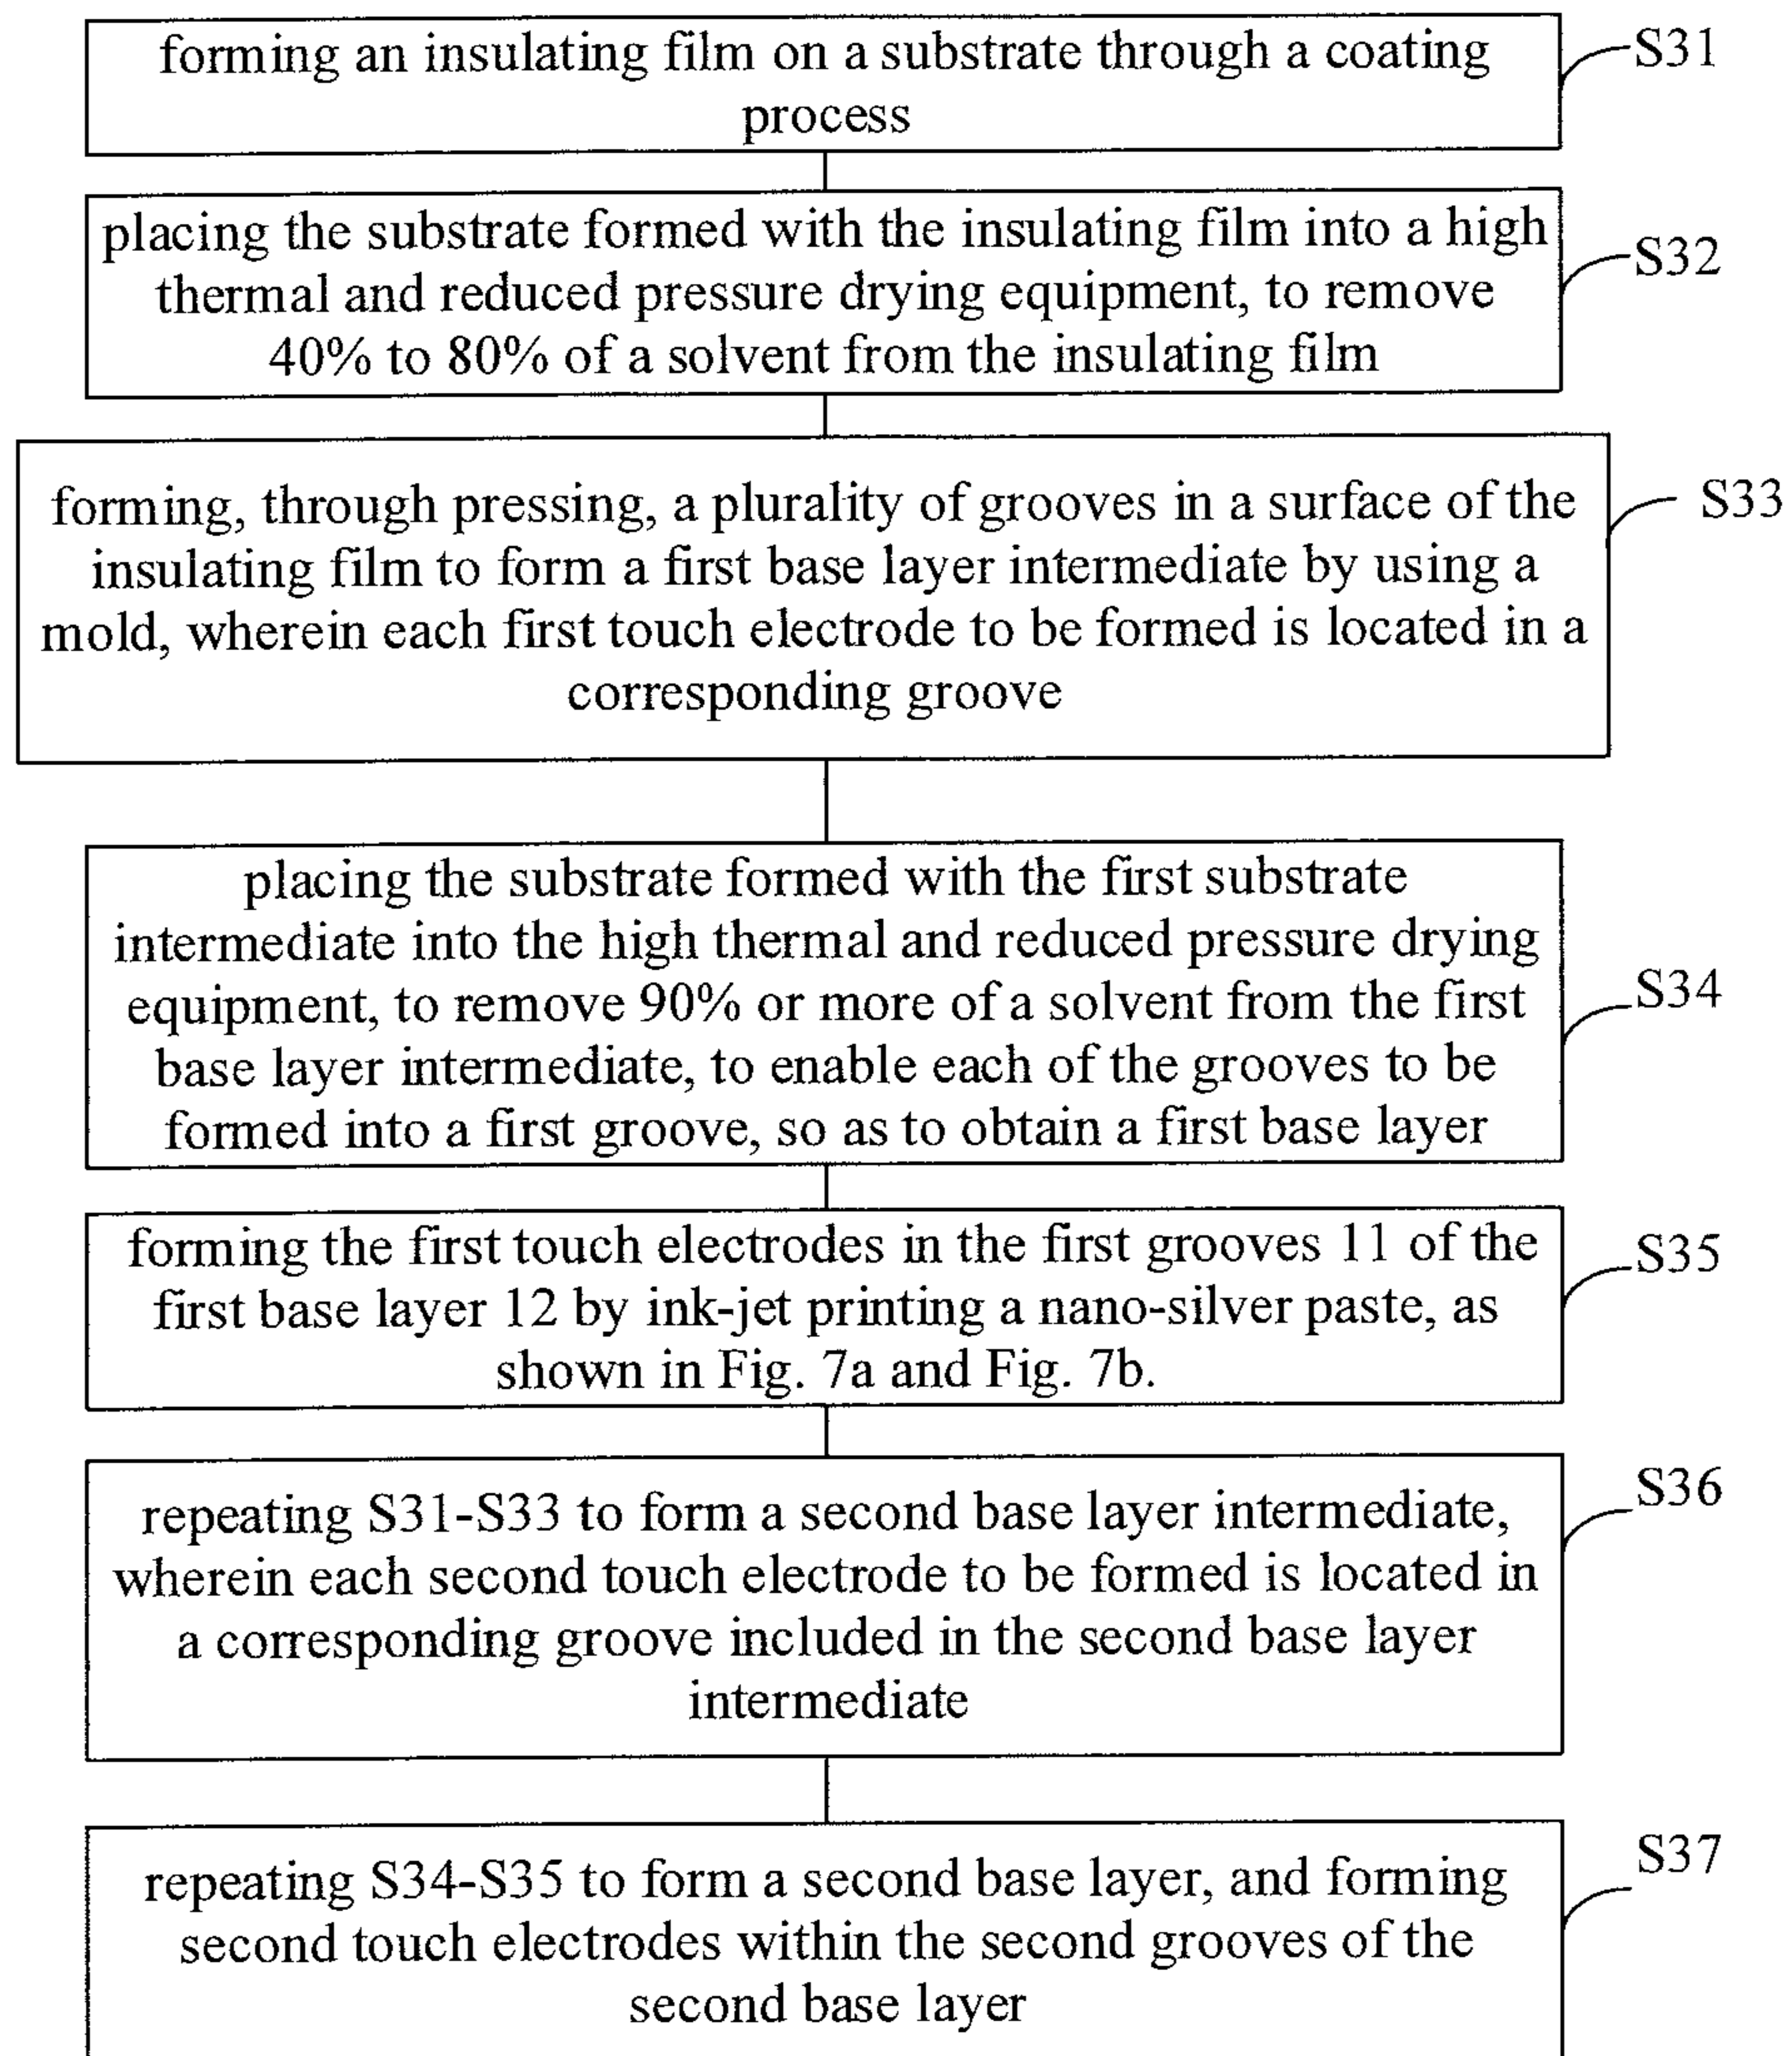 forming an insulating film on a substrate through a coating
process
S31
placing the substrate formed with the insulating film into a high
thermal and reduced pressure drying equipment, to remove
40% to 80% of a solvent from the insulating film
S32
forming, through pressing, a plurality of grooves in a surface of the
insulating film to form a first base layer intermediate by using a
mold, wherein each first touch electrode to be formed is located in a
corresponding groove
S33
placing the substrate formed with the first substrate
intermediate into the high thermal and reduced pressure drying
equipment, to remove 90% or more of a solvent from the first
base layer intermediate, to enable each of the grooves to be
formed into a first groove, so as to obtain a first base layer
S34
forming the first touch electrodes in the first grooves 11 of the
first base layer 12 by ink-jet printing a nano-silver paste, as
shown in Fig. 7a and Fig. 7b.
S35
repeating S31-S33 to form a second base layer intermediate,
wherein each second touch electrode to be formed is located in
a corresponding groove included in the second base layer
intermediate
S36
repeating S34-S35 to form a second base layer, and forming
second touch electrodes within the second grooves of the
second base layer
S37